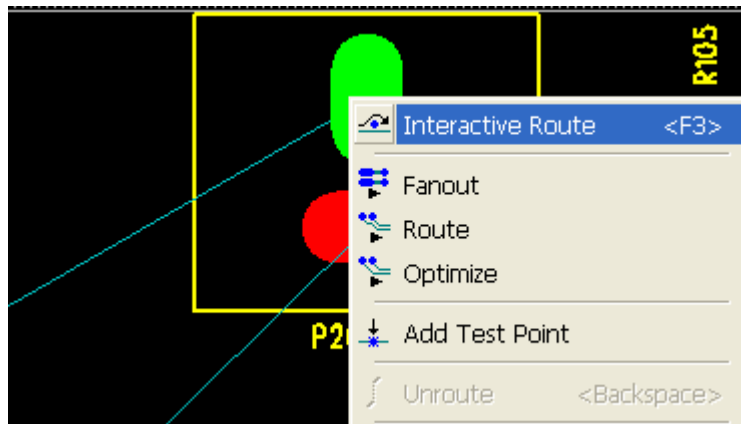 R105
Interactive Route <F3>
Fanout
Route
Optimize
Add Test Point
Unroute <Backspace>